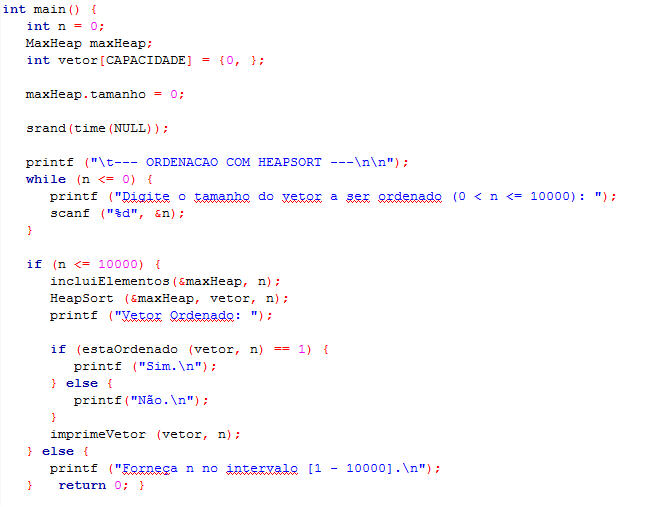 int main() {
int n = 0;
MaxHeap maxHeap;
int vetor[CAPACIDADE] = {0, };
maxHeap.tamanho = 0;
srand(time(NULL));
printf ("\t--- ORDENACAO COM HEAPSORT ---\n\n");
while (n <= 0) {
printf ("Digite o tamanho do vetor a ser ordenado (0 < n <= 10000): ");
scanf ("%d", &n);
}
if (n <= 10000) {
incluiElementos(&maxHeap, n);
HeapSort (&maxHeap, vetor, n);
printf ("Vetor Ordenado: ");
if (estaOrdenado (vetor, n) == 1) {
printf ("Sim.\n");
} else {
printf("Não.\n");
}
imprimeVetor (vetor, n);
} else {
printf ("Forneça n no intervalo [1 - 10000].\n");
} return 0; }